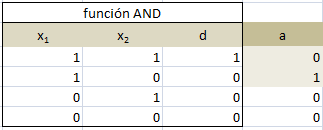 función AND
x₁ x₂ d a
1 1 1 0
1 0 0 1
0 1 0 0
0 0 0 0